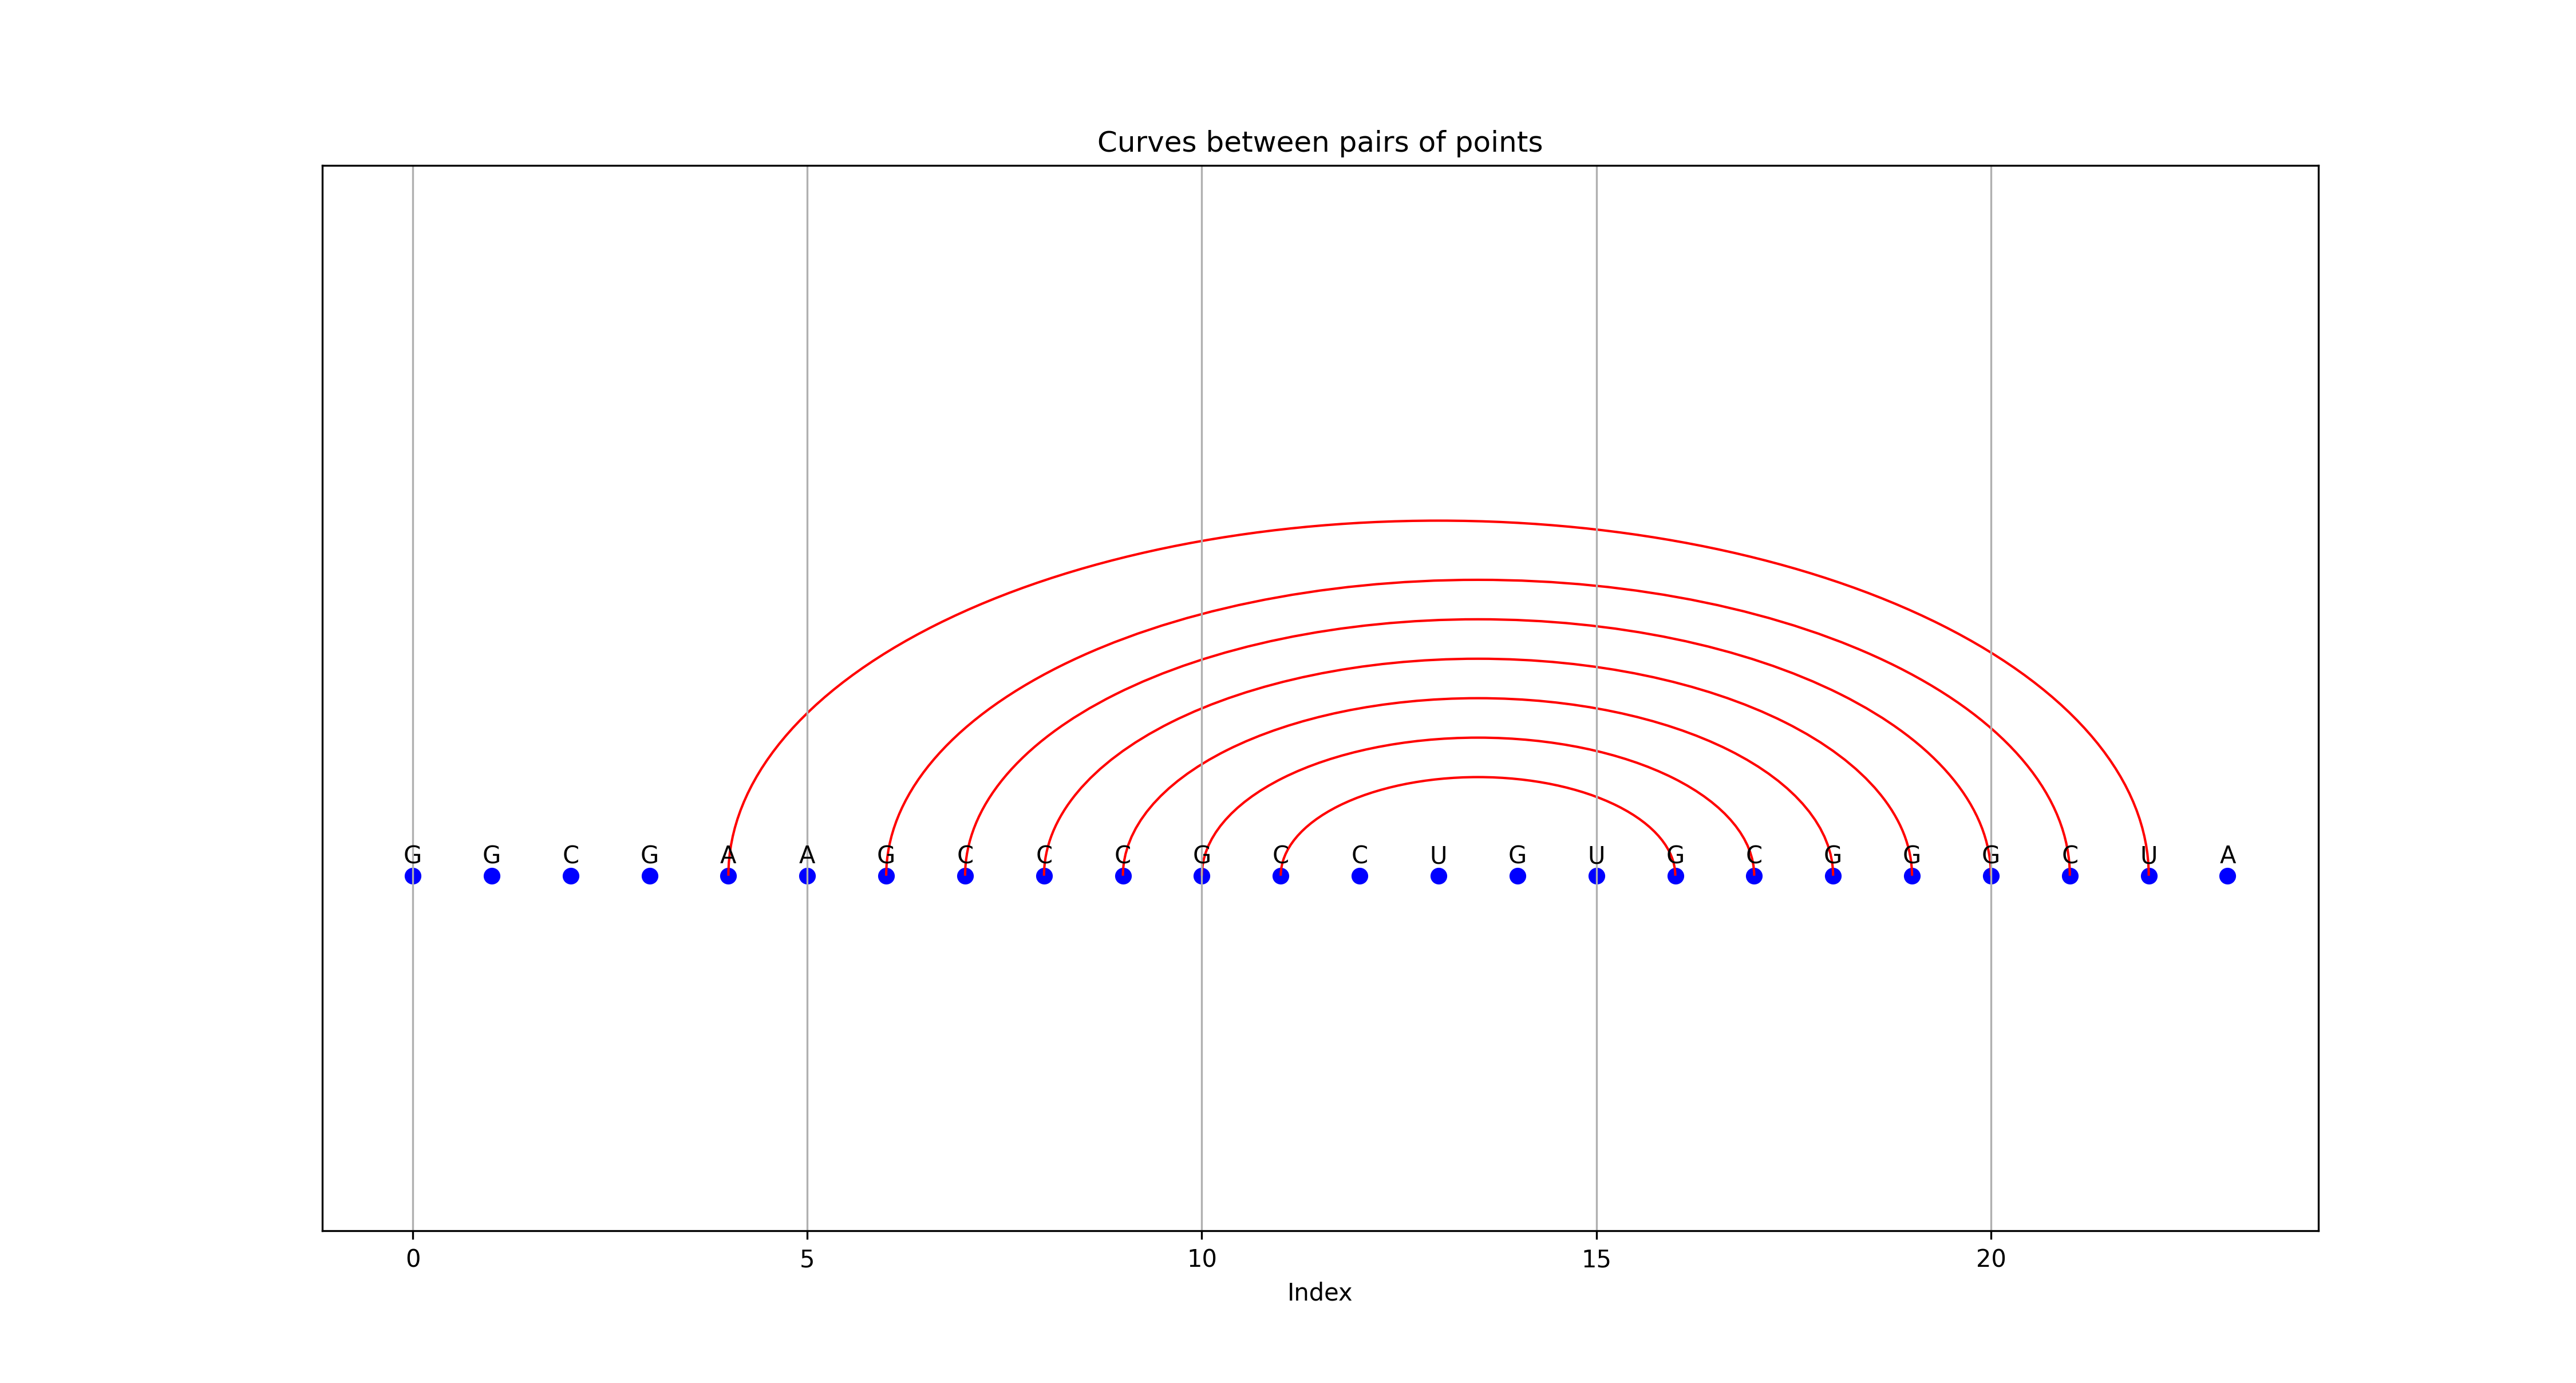 Curves between pairs of points
G G C G A A G C C C G C C U G U G C G G G C U A
0 5 10 15 20
Index